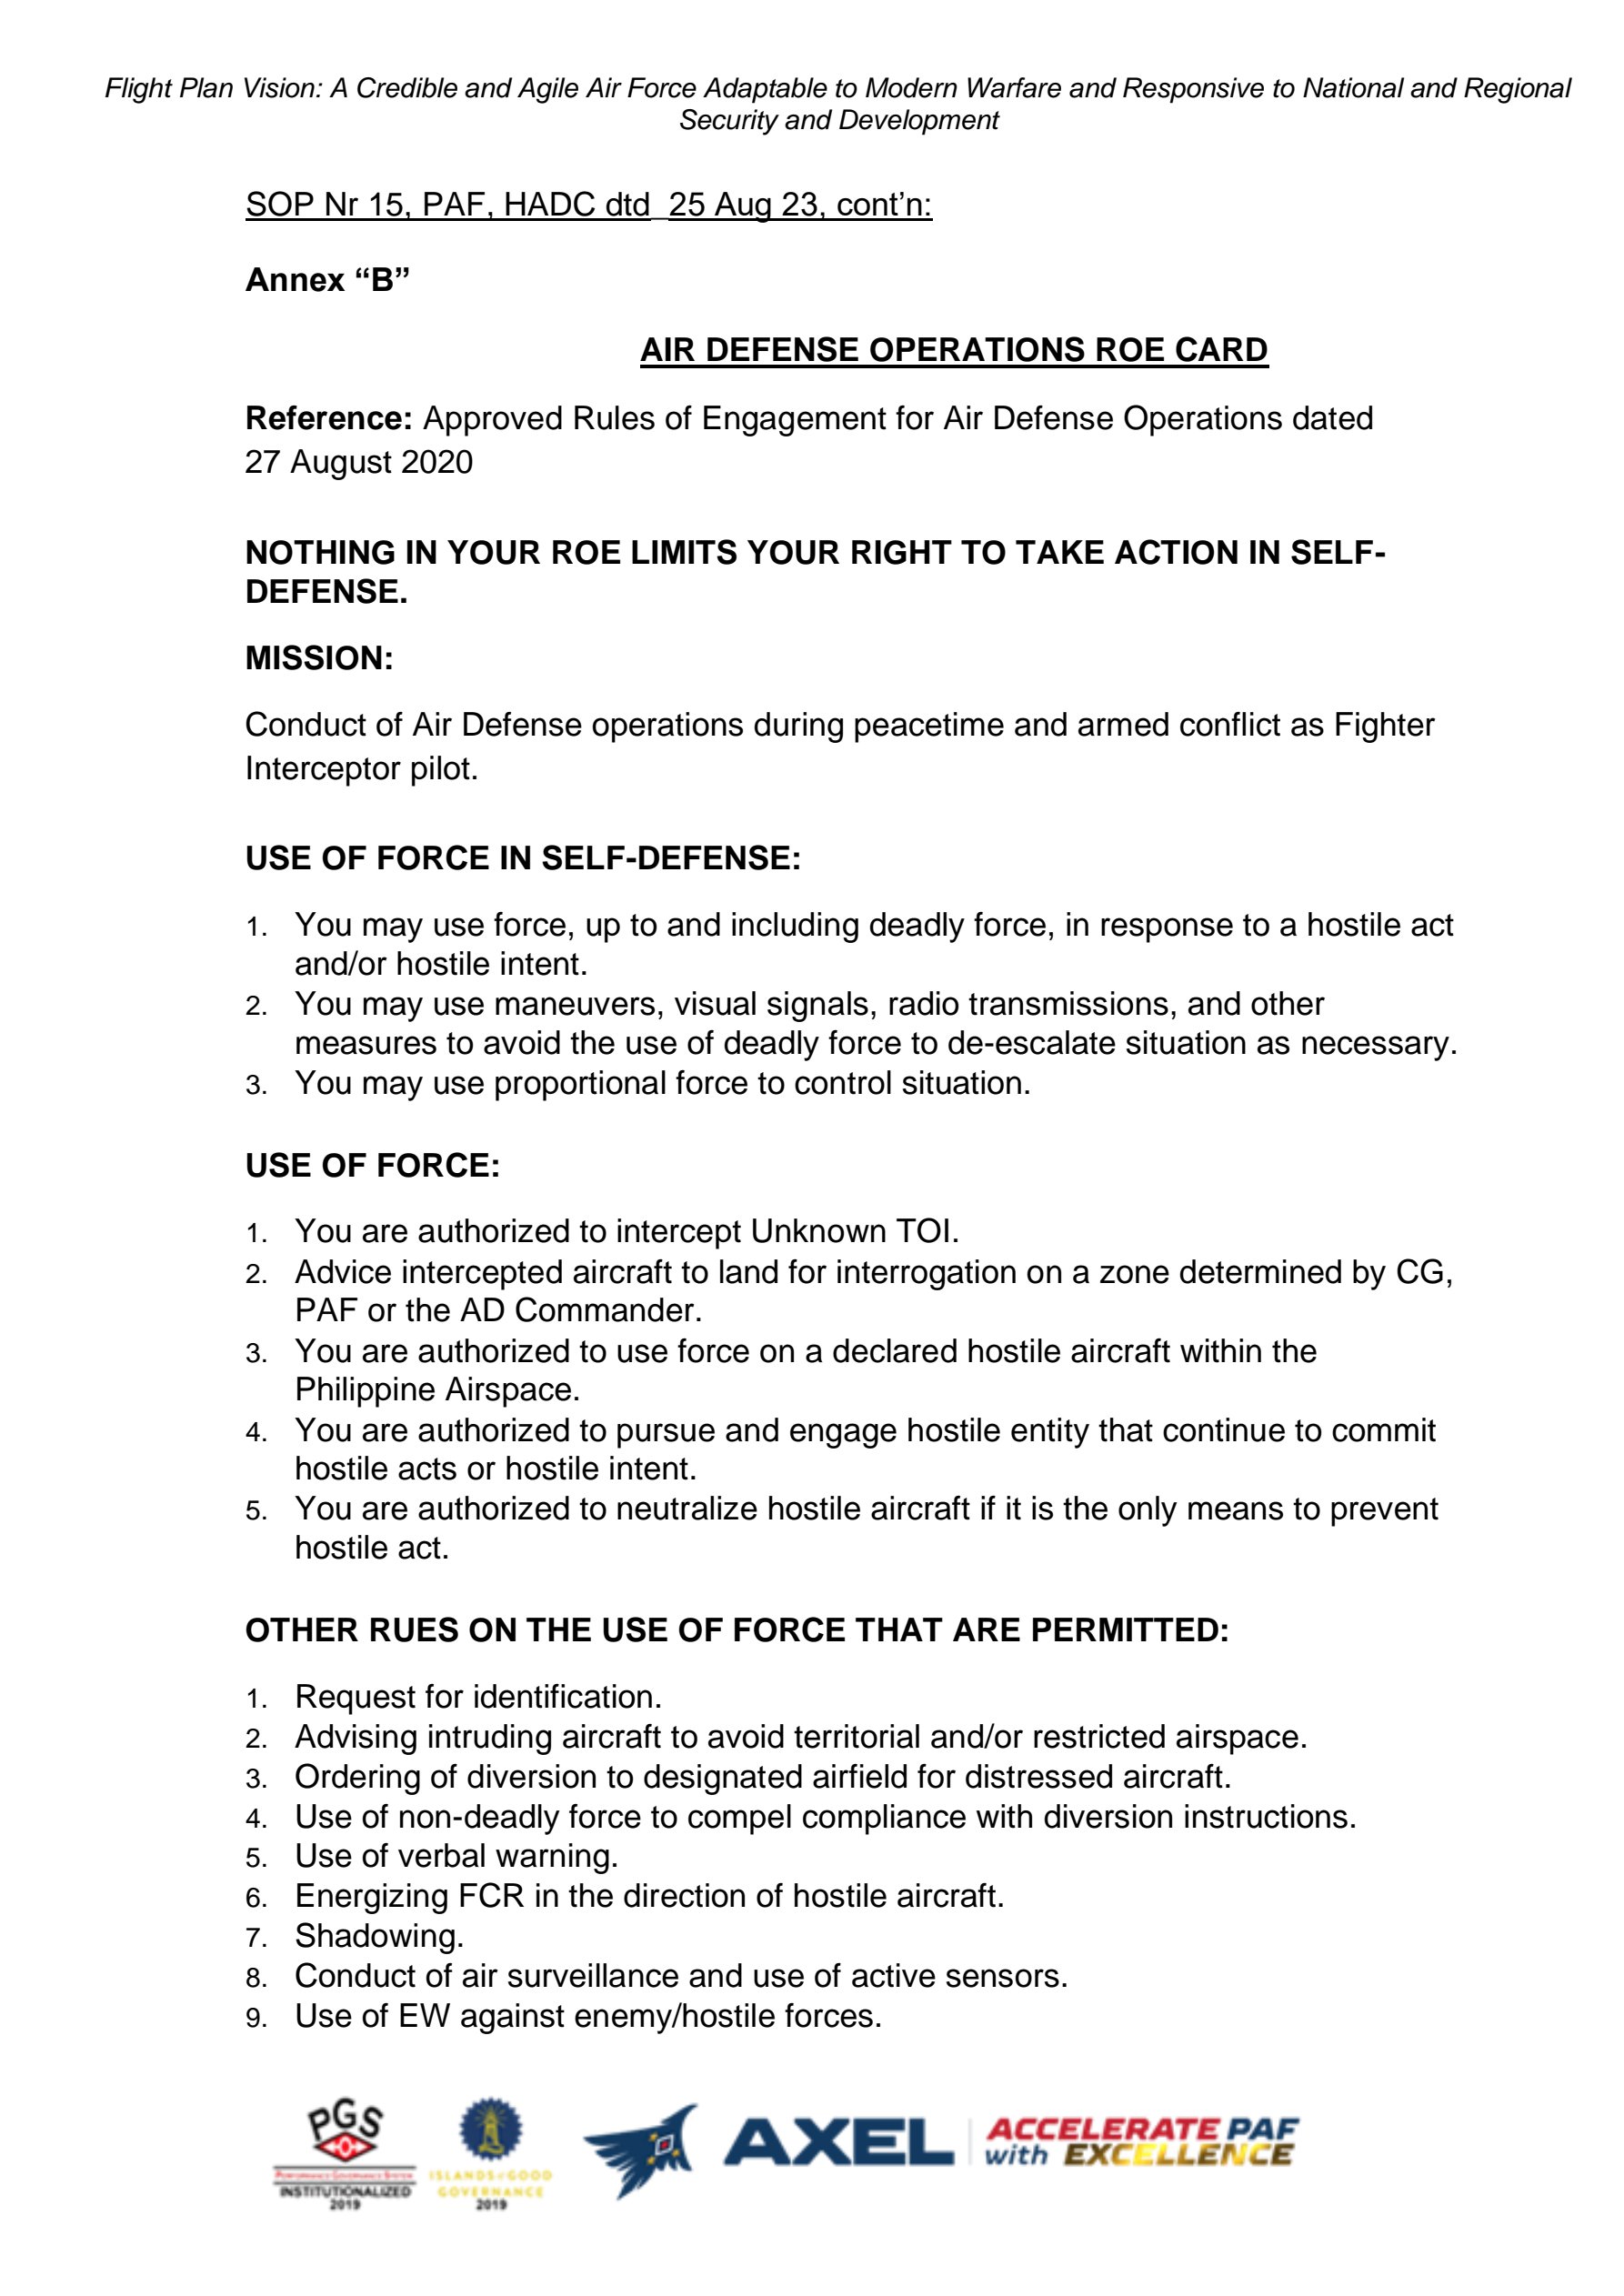 Flight Plan Vision: A Credible and Agile Air Force Adaptable to Modern Warfare and Responsive to National and Regional
Security and Development
SOP Nr 15, PAF, HADC dtd_25 Aug 23, cont’n:
Annex “B”
AIR DEFENSE OPERATIONS ROE CARD
Reference: Approved Rules of Engagement for Air Defense Operations dated
27 August 2020
NOTHING IN YOUR ROE LIMITS YOUR RIGHT TO TAKE ACTION IN SELF-
DEFENSE.
MISSION:
Conduct of Air Defense operations during peacetime and armed conflict as Fighter
Interceptor pilot.
USE OF FORCE IN SELF-DEFENSE:
1. You may use force, up to and including deadly force, in response to a hostile act
and/or hostile intent.
2. You may use maneuvers, visual signals, radio transmissions, and other
measures to avoid the use of deadly force to de-escalate situation as necessary.
3. You may use proportional force to control situation.
USE OF FORCE:
1. You are authorized to intercept Unknown TOI.
2. Advice intercepted aircraft to land for interrogation on a zone determined by CG,
PAF or the AD Commander.
3. You are authorized to use force on a declared hostile aircraft within the
Philippine Airspace.
4. You are authorized to pursue and engage hostile entity that continue to commit
hostile acts or hostile intent.
5. You are authorized to neutralize hostile aircraft if it is the only means to prevent
hostile act.
OTHER RUES ON THE USE OF FORCE THAT ARE PERMITTED:
1. Request for identification.
2. Advising intruding aircraft to avoid territorial and/or restricted airspace.
3. Ordering of diversion to designated airfield for distressed aircraft.
4. Use of non-deadly force to compel compliance with diversion instructions.
5. Use of verbal warning.
6. Energizing FCR in the direction of hostile aircraft.
7. Shadowing.
8. Conduct of air surveillance and use of active sensors.
9. Use of EW against enemy/hostile forces.
PGS
PERFORMANCE GOVERNANCE SYSTEM
INSTITUTIONALIZED
2019
ISLANDS of GOOD
GOVERNANCE
2019
AXEL
ACCELERATE PAF
with EXCELLENCE